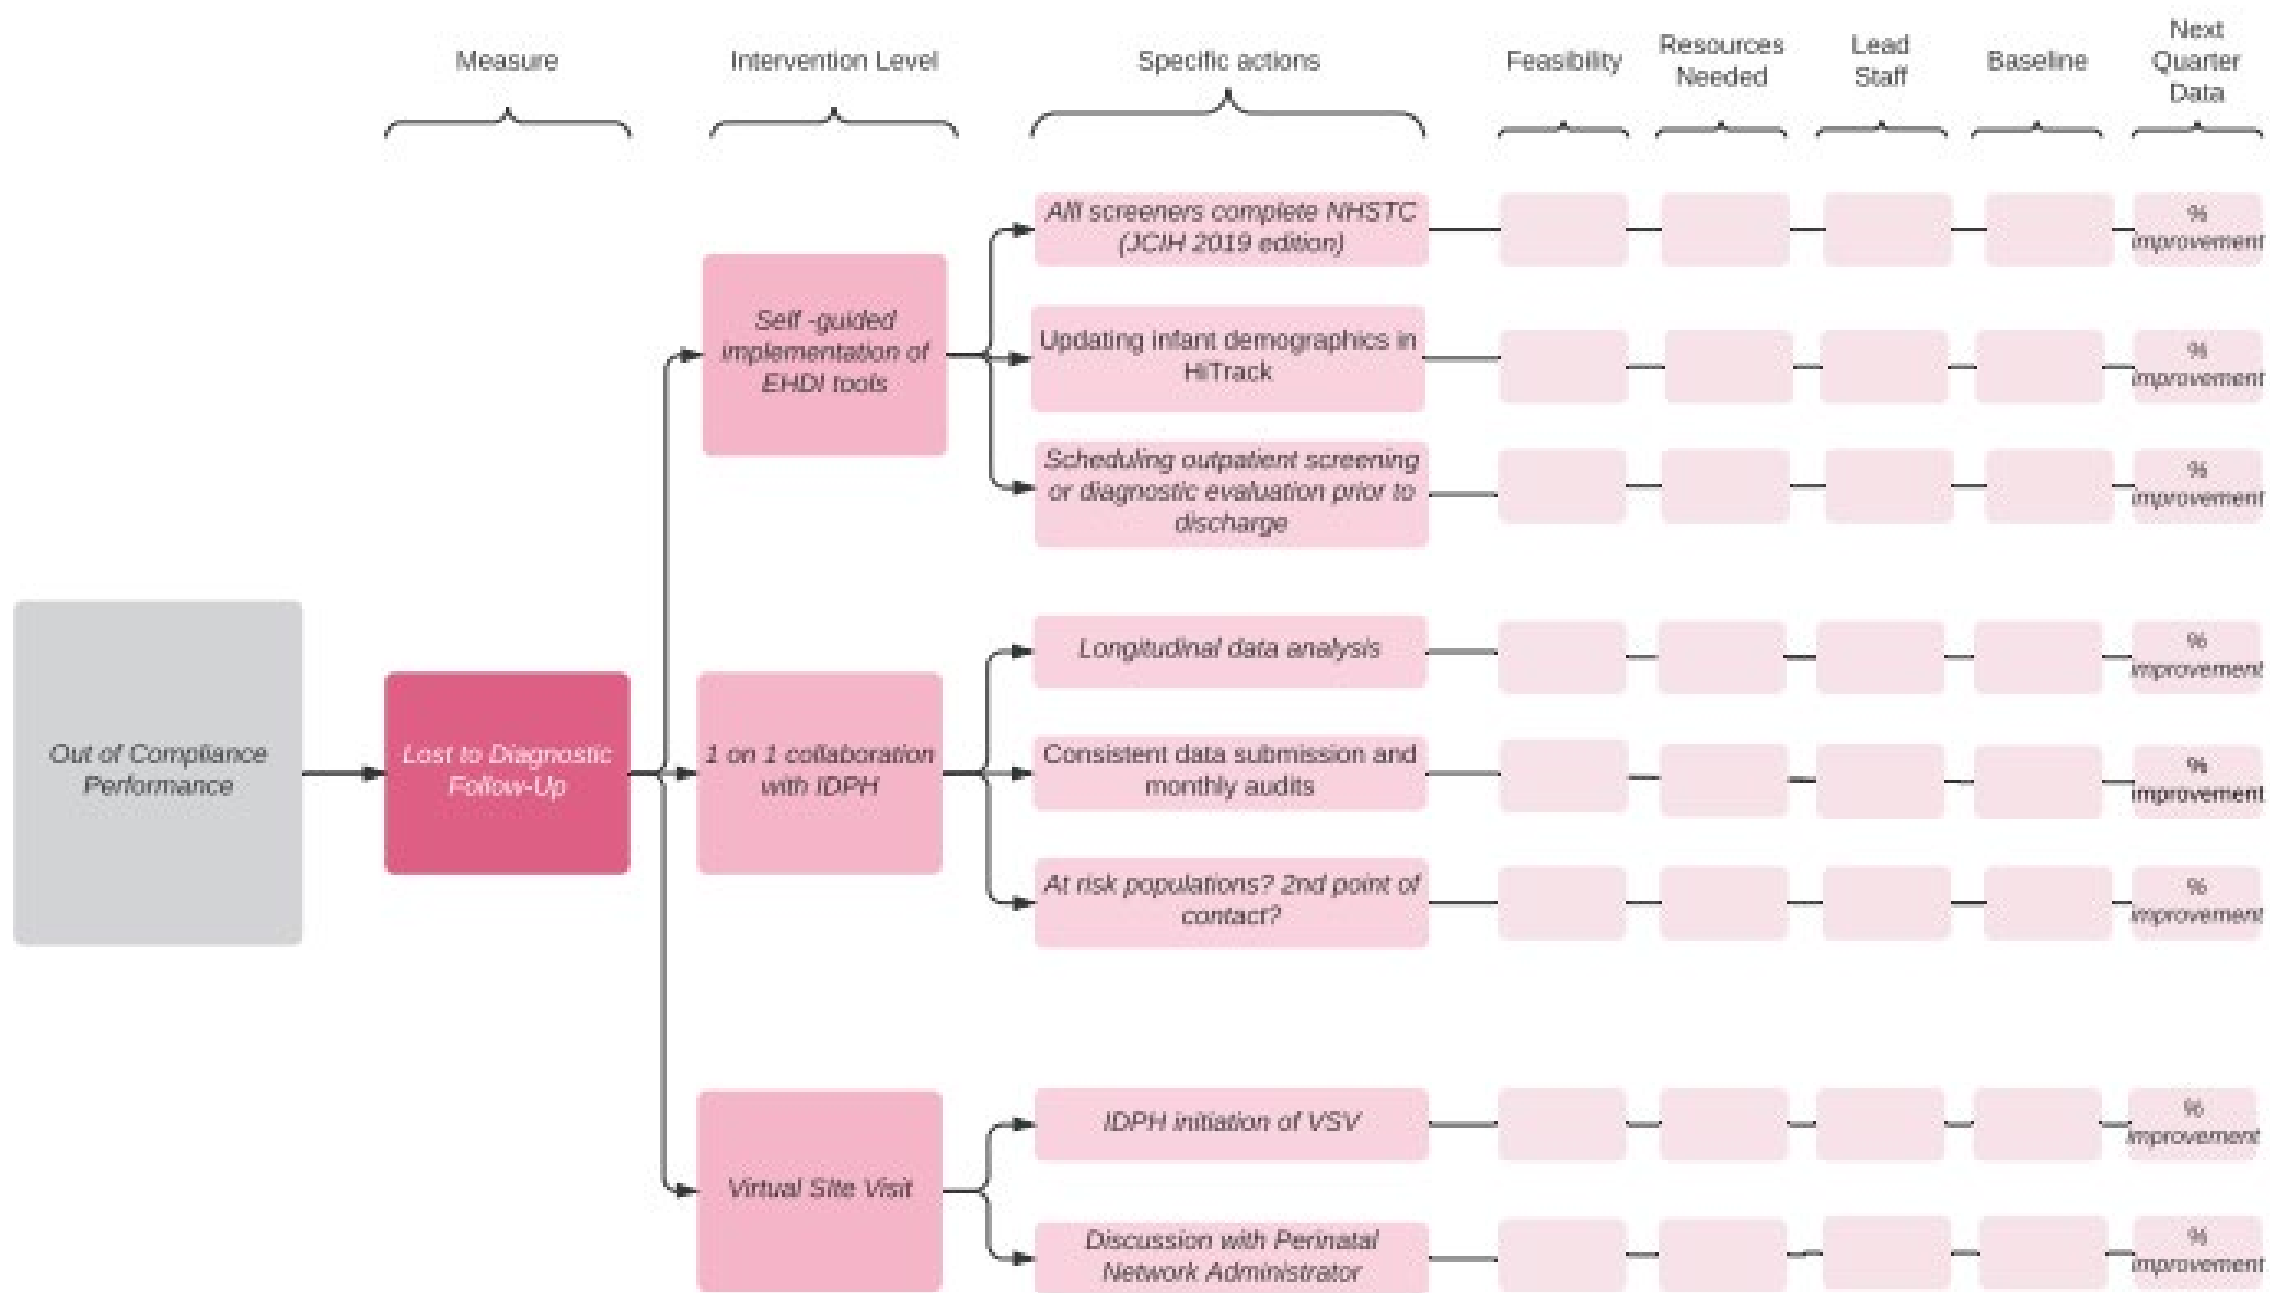 Measure
Intervention Level
Specific actions
Feasibility
Resources
Needed
Lead
Staff
Baseline
Next
Quarter
Data
Alll screeners complete NHSTC
(JCIH 2019 edition)
%
improvement
Self -guided
implementation of
EHDI tools
Updating infant demographics in
HiTrack
%
improvement
Scheduling outpatient screening
or diagnostic evaluation prior to
discharge
%
improvement
Longitudinal data analysis
%
improvement
Out of Compliance
Performance
Lost to Diagnostic
Follow-Up
1 on 1 collaboration
with IDPH
Consistent data submission and
monthly audits
%
improvement
At risk populations? 2nd point of
contact?
%
improvement
IDPH initiation of VSV
%
improvement
Virtual Site Visit
Discussion with Perinatal
Network Administrator
%
improvement